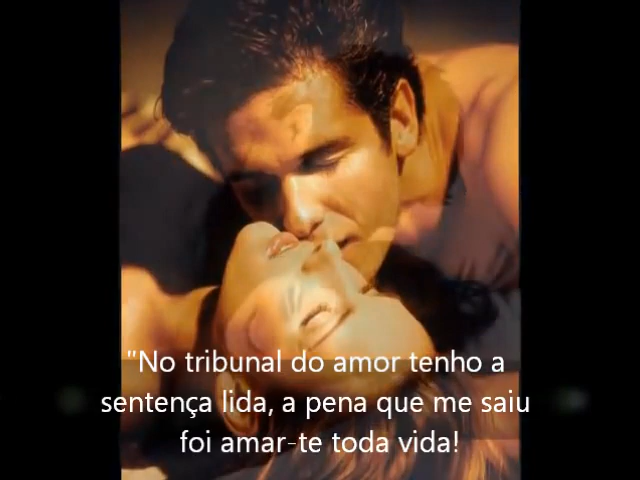 "No tribunal do amor tenho a
sentença lida, a pena que me saiu
foi amar-te toda vida!